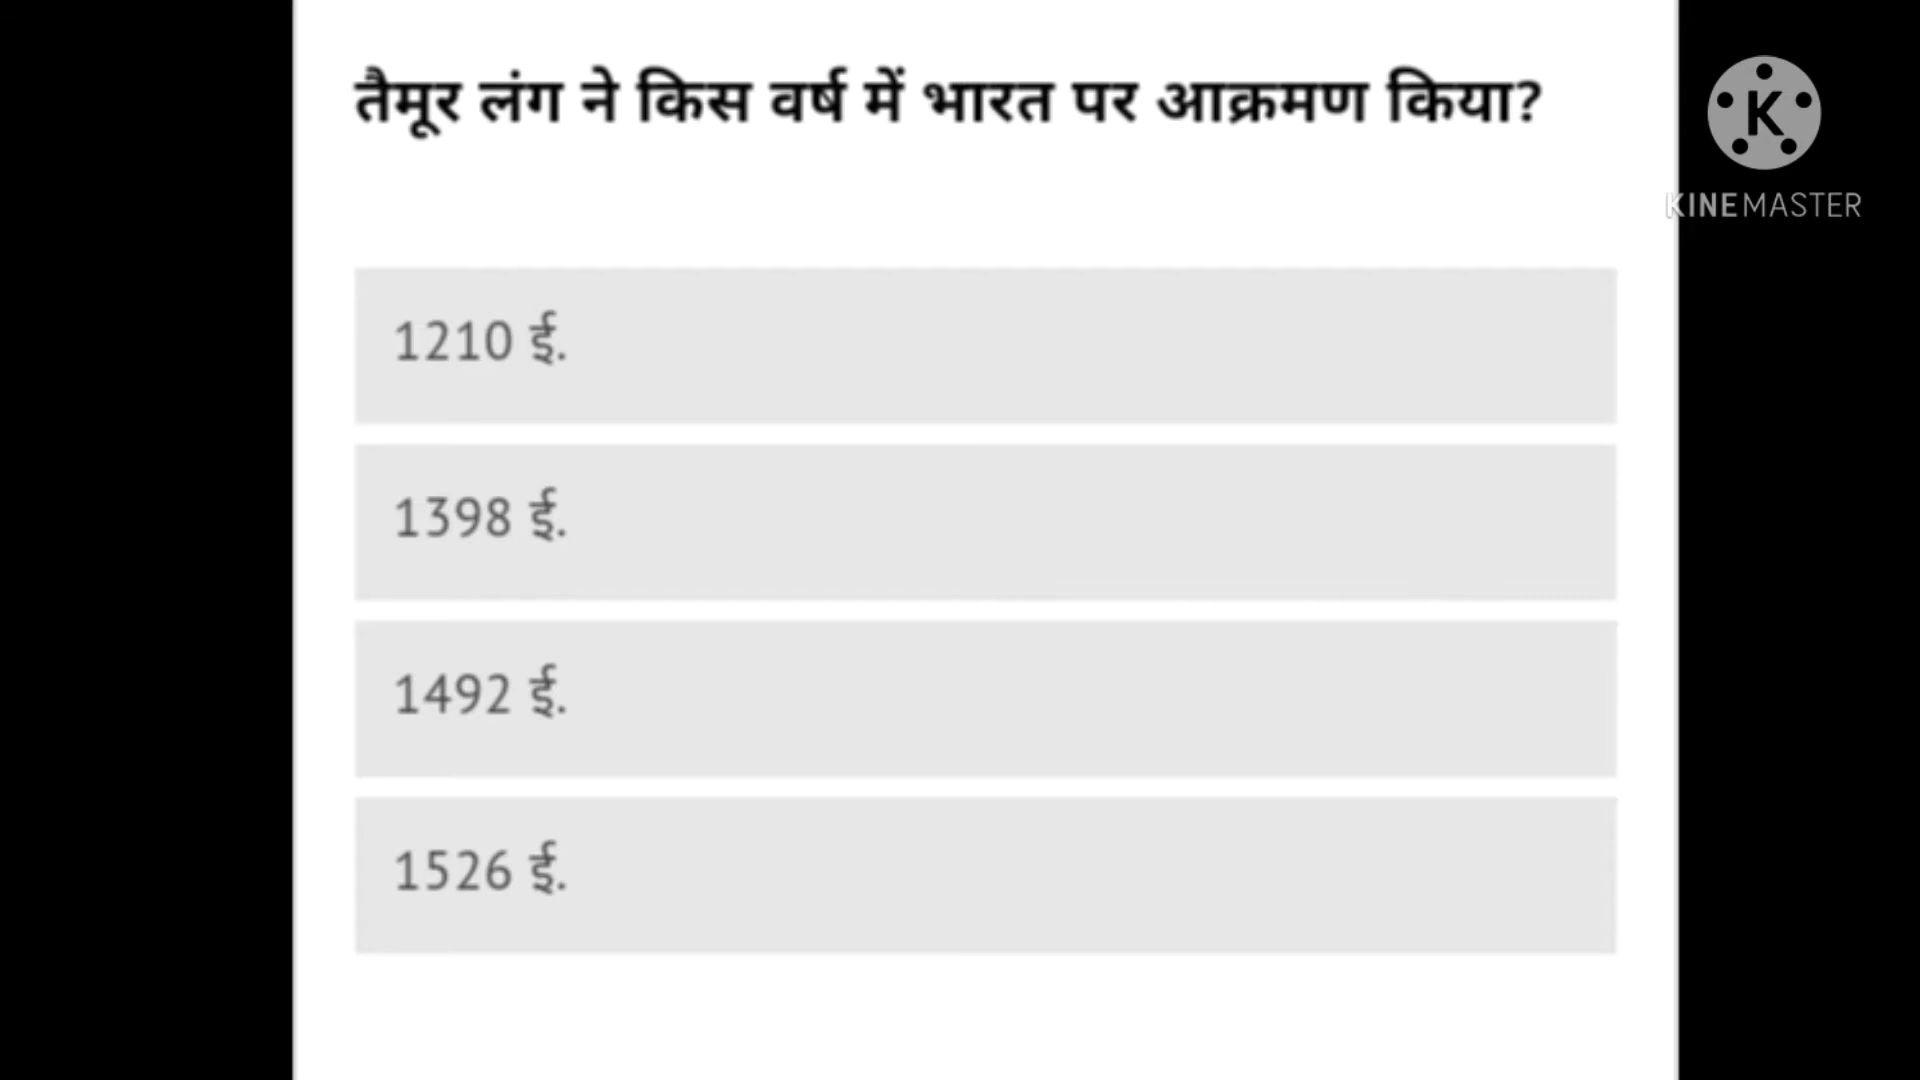 तैमूर लंग ने किस वर्ष में भारत पर आक्रमण किया?
K
KINEMASTER
1210 ई.
1398 ई.
1492 ई.
1526 ई.